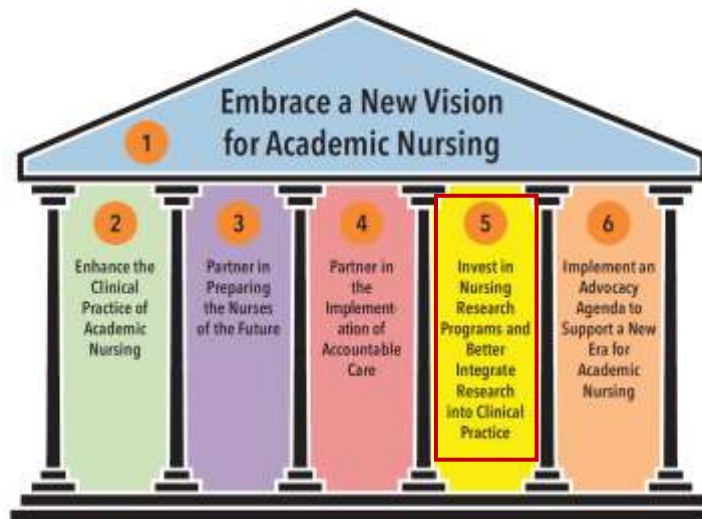 Embrace a New Vision
for Academic Nursing
1
2
Enhance the
Clinical
Practice of
Academic
Nursing
3
Partner in
Preparing
the Nurses
of the Future
4
Partner in
the
Implement-
ation of
Accountable
Care
5
Invest in
Nursing
Research
Programs and
Better
Integrate
Research
into Clinical
Practice
6
Implement an
Advocacy
Agenda to
Support a New
Era for
Academic
Nursing